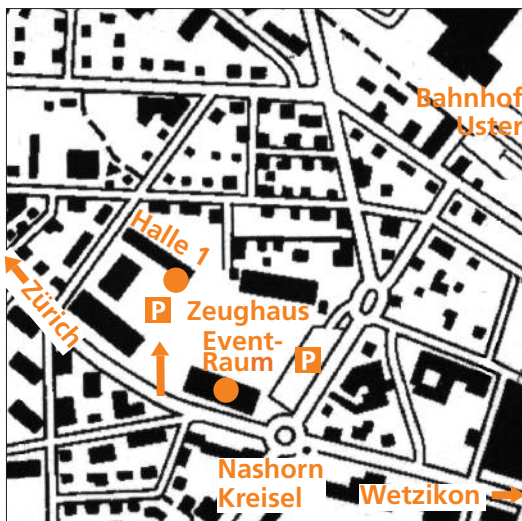 Bahnhof
Uster
Halle 1
Zürich
P Zeughaus
Event-
Raum P
Nashorn
Kreisel
Wetzikon